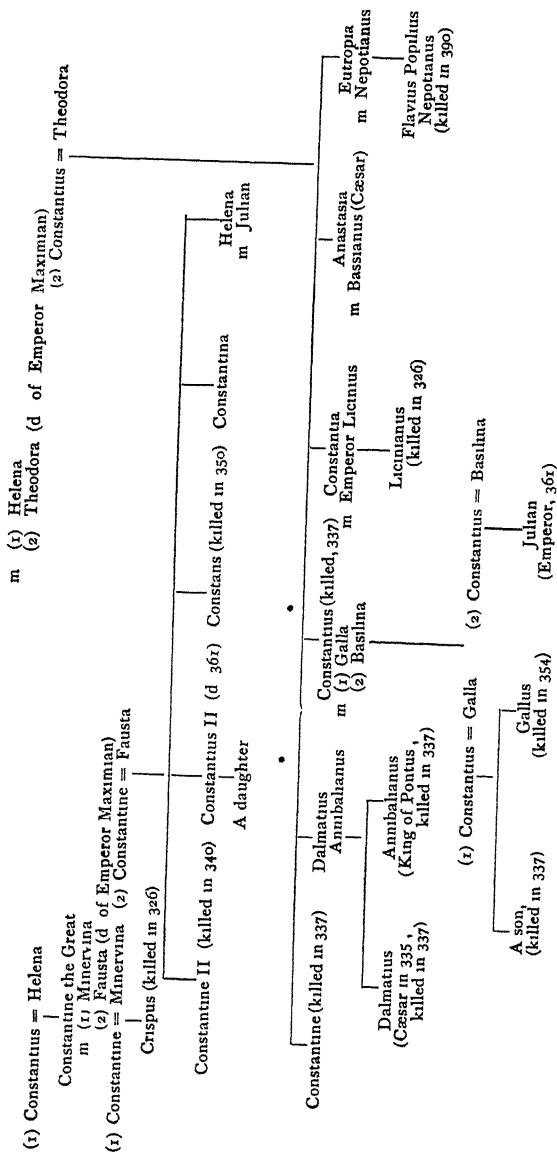 m (1) Helena
(2) Theodora (d of Emperor Maximian)
(1) Constantius = Helena
(2) Constantius = Theodora
Constantine the Great
m (1) Minervina
(2) Fausta (d of Emperor Maximian)
(1) Constantine = Minervina (2) Constantine = Fausta
Crispus (killed in 326)
Constantine II (killed in 340) Constantius II (d 361) Constans (killed in 350) Constantina Helena
m Julian
A daughter
Constantine (killed in 337)
Dalmatius
Annibalianus
Constantius (killed, 337)
m (1) Galla
(2) Basilina
Constantia
m Emperor Licinius
Anastasia
m Bassianus (Cæsar)
Eutropia
m Nepotianus
Dalmatius
(Cæsar in 335,
killed in 337)
Annibalianus
(King of Pontus,
killed in 337)
Licinianus
(killed in 326)
Flavius Popilius
Nepotianus
(killed in 390)
(1) Constantius = Galla
(2) Constantius = Basilina
A son,
(killed in 337)
Gallus
(killed in 354)
Julian
(Emperor, 361)